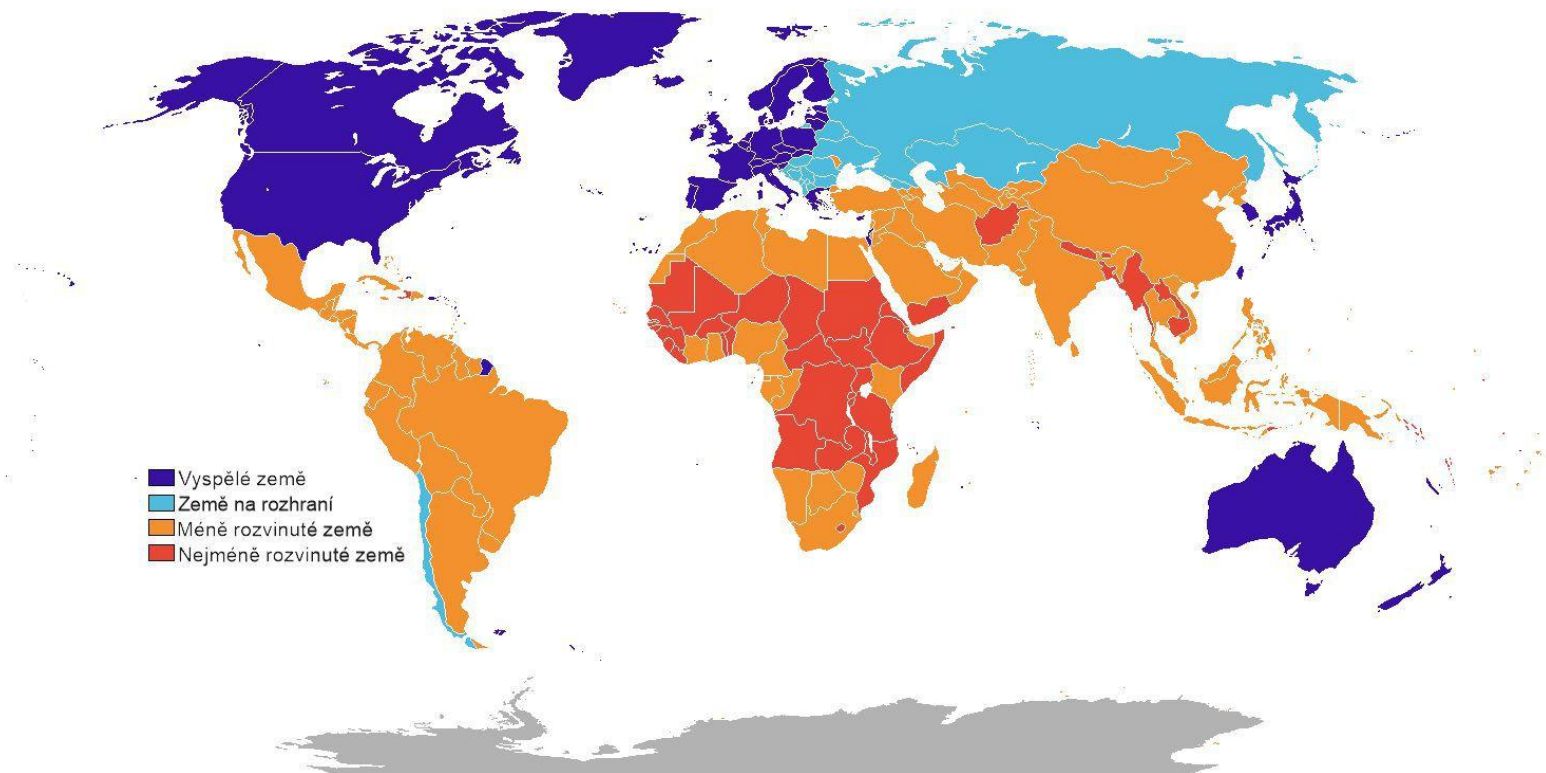 Vyspělé země
Země na rozhraní
Méně rozvinuté země
Nejméně rozvinuté země